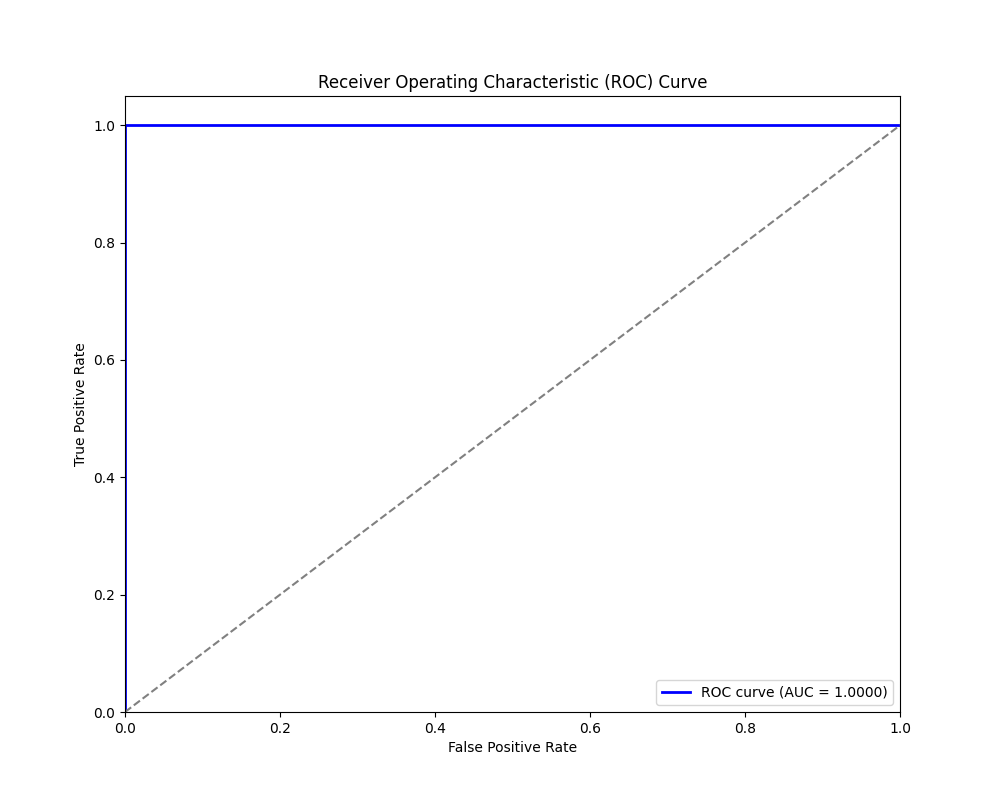 Receiver Operating Characteristic (ROC) Curve
1.0
0.8
0.6
0.4
0.2
0.0
True Positive Rate
ROC curve (AUC = 1.0000)
0.0 0.2 0.4 0.6 0.8 1.0
False Positive Rate